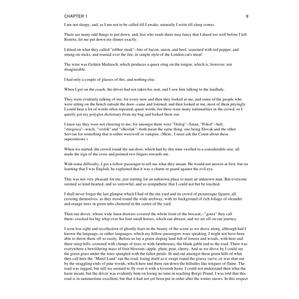 CHAPTER 1
9
I am not sleepy, and, as I am not to be called till I awake, naturally I write till sleep comes.
There are many odd things to put down, and, lest who reads them may fancy that I dined too well before I left
Bistritz, let me put down my dinner exactly.
I dined on what they called "robber steak"--bits of bacon, onion, and beef, seasoned with red pepper, and
strung on sticks, and roasted over the fire, in simple style of the London cat's meat!
The wine was Golden Mediasch, which produces a queer sting on the tongue, which is, however, not
disagreeable.
I had only a couple of glasses of this, and nothing else.
When I got on the coach, the driver had not taken his seat, and I saw him talking to the landlady.
They were evidently talking of me, for every now and then they looked at me, and some of the people who
were sitting on the bench outside the door--came and listened, and then looked at me, most of them pityingly.
I could hear a lot of words often repeated, queer words, for there were many nationalities in the crowd, so I
quietly got my polyglot dictionary from my bag and looked them out.
I must say they were not cheering to me, for amongst them were "Ordog"--Satan, "Pokol"--hell,
"stregoica"--witch, "vrolok" and "vlkoslak"--both mean the same thing, one being Slovak and the other
Servian for something that is either werewolf or vampire. (Mem., I must ask the Count about these
superstitions.)
When we started, the crowd round the inn door, which had by this time swelled to a considerable size, all
made the sign of the cross and pointed two fingers towards me.
With some difficulty, I got a fellow passenger to tell me what they meant. He would not answer at first, but on
learning that I was English, he explained that it was a charm or guard against the evil eye.
This was not very pleasant for me, just starting for an unknown place to meet an unknown man. But everyone
seemed so kind-hearted, and so sorrowful, and so sympathetic that I could not but be touched.
I shall never forget the last glimpse which I had of the inn yard and its crowd of picturesque figures, all
crossing themselves, as they stood round the wide archway, with its background of rich foliage of oleander
and orange trees in green tubs clustered in the centre of the yard.
Then our driver, whose wide linen drawers covered the whole front of the boxseat,--"gotza" they call
them--cracked his big whip over his four small horses, which ran abreast, and we set off on our journey.
I soon lost sight and recollection of ghostly fears in the beauty of the scene as we drove along, although had I
known the language, or rather languages, which my fellow-passengers were speaking, I might not have been
able to throw them off so easily. Before us lay a green sloping land full of forests and woods, with here and
there steep hills, crowned with clumps of trees or with farmhouses, the blank gable end to the road. There was
everywhere a bewildering mass of fruit blossom--apple, plum, pear, cherry. And as we drove by I could see
the green grass under the trees spangled with the fallen petals. In and out amongst these green hills of what
they call here the "Mittel Land" ran the road, losing itself as it swept round the grassy curve, or was shut out
by the straggling ends of pine woods, which here and there ran down the hillsides like tongues of flame. The
road was rugged, but still we seemed to fly over it with a feverish haste. I could not understand then what the
haste meant, but the driver was evidently bent on losing no time in reaching Borgo Prund. I was told that this
road is in summertime excellent, but that it had not yet been put in order after the winter snows. In this respect